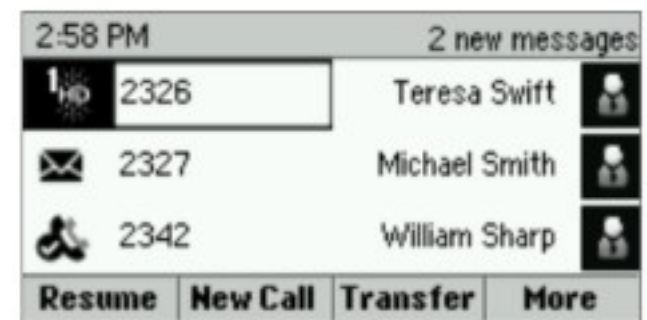 2:58 PM 2 new messages
1 HD 2326 Teresa Swift
2327 Michael Smith
2342 William Sharp
Resume New Call Transfer More